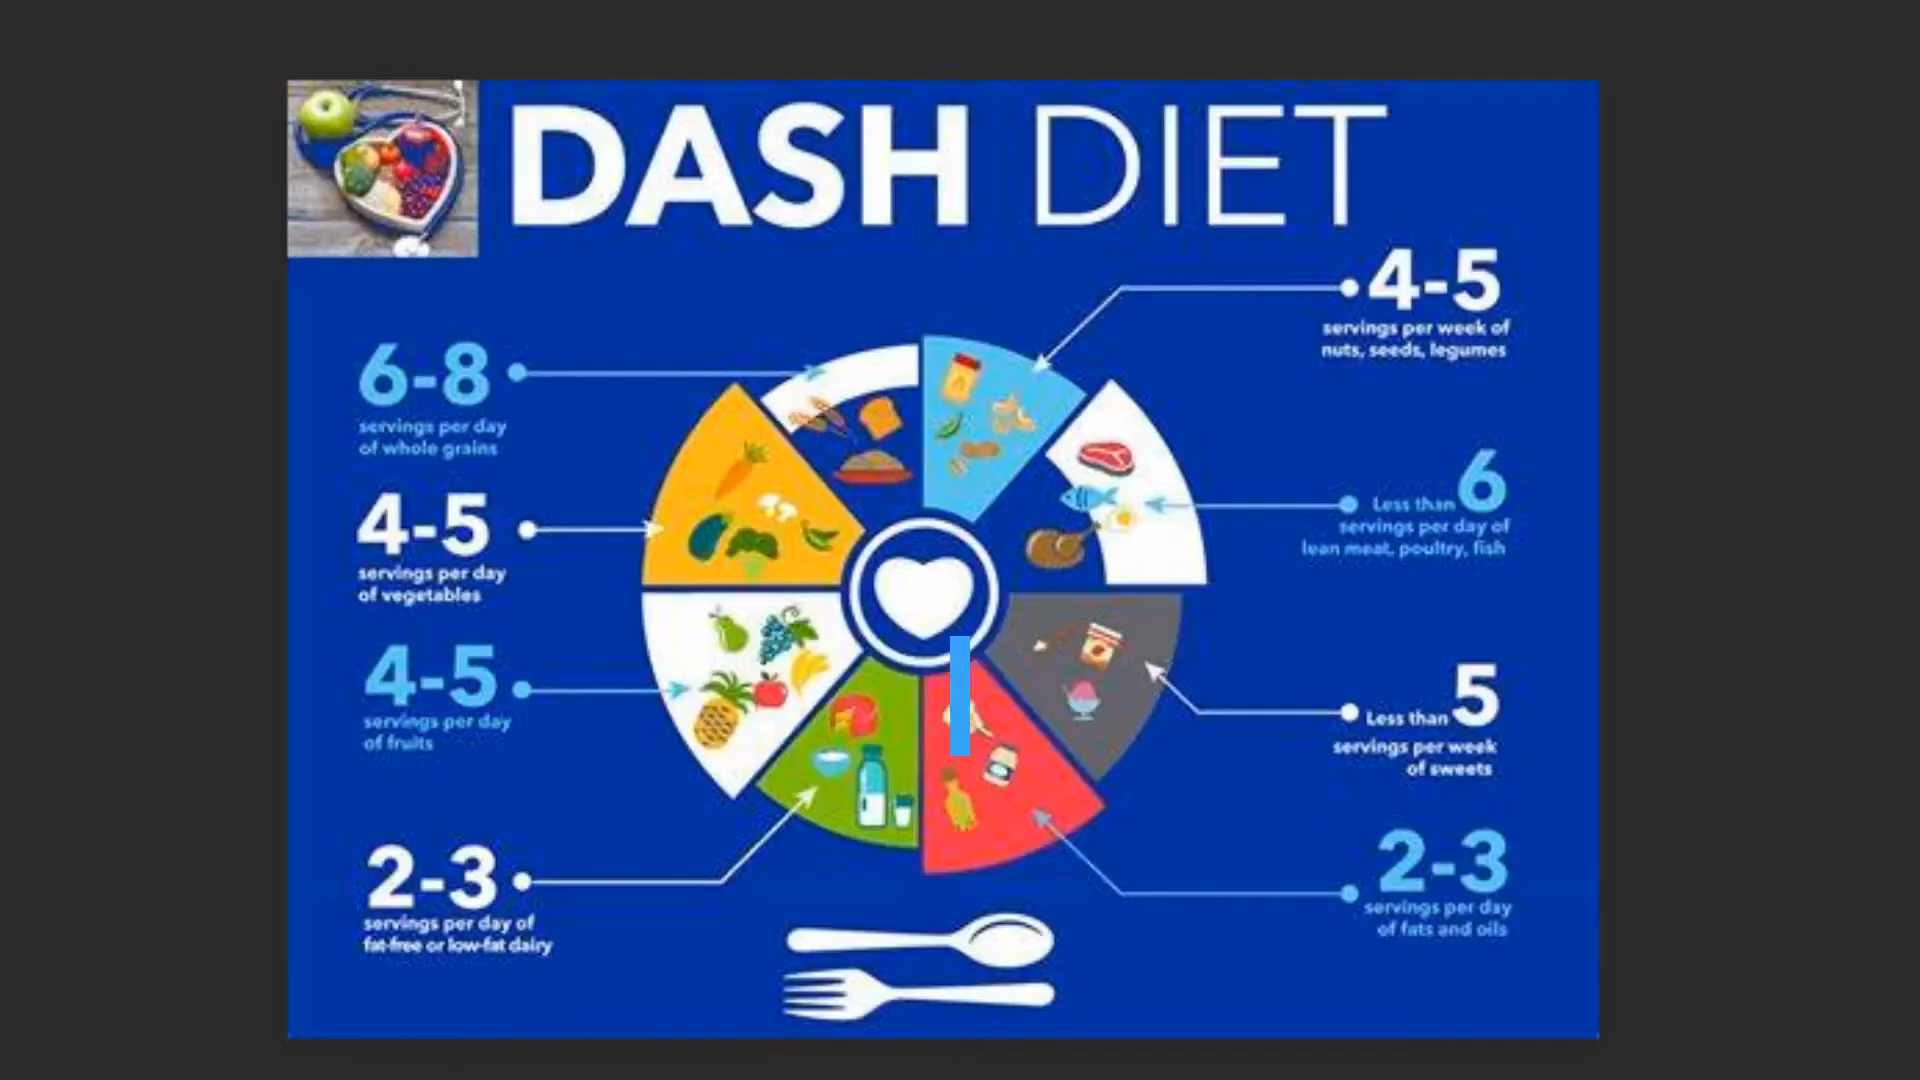 DASH DIET
4-5
servings per week of
nuts, seeds, legumes
6-8
servings per day
of whole grains
Less than 6
servings per day of
lean meat, poultry, fish
4-5
servings per day
of vegetables
4-5
servings per day
of fruits
Less than 5
servings per week
of sweets
2-3
servings per day of
fat-free or low-fat dairy
2-3
servings per day
of fats and oils